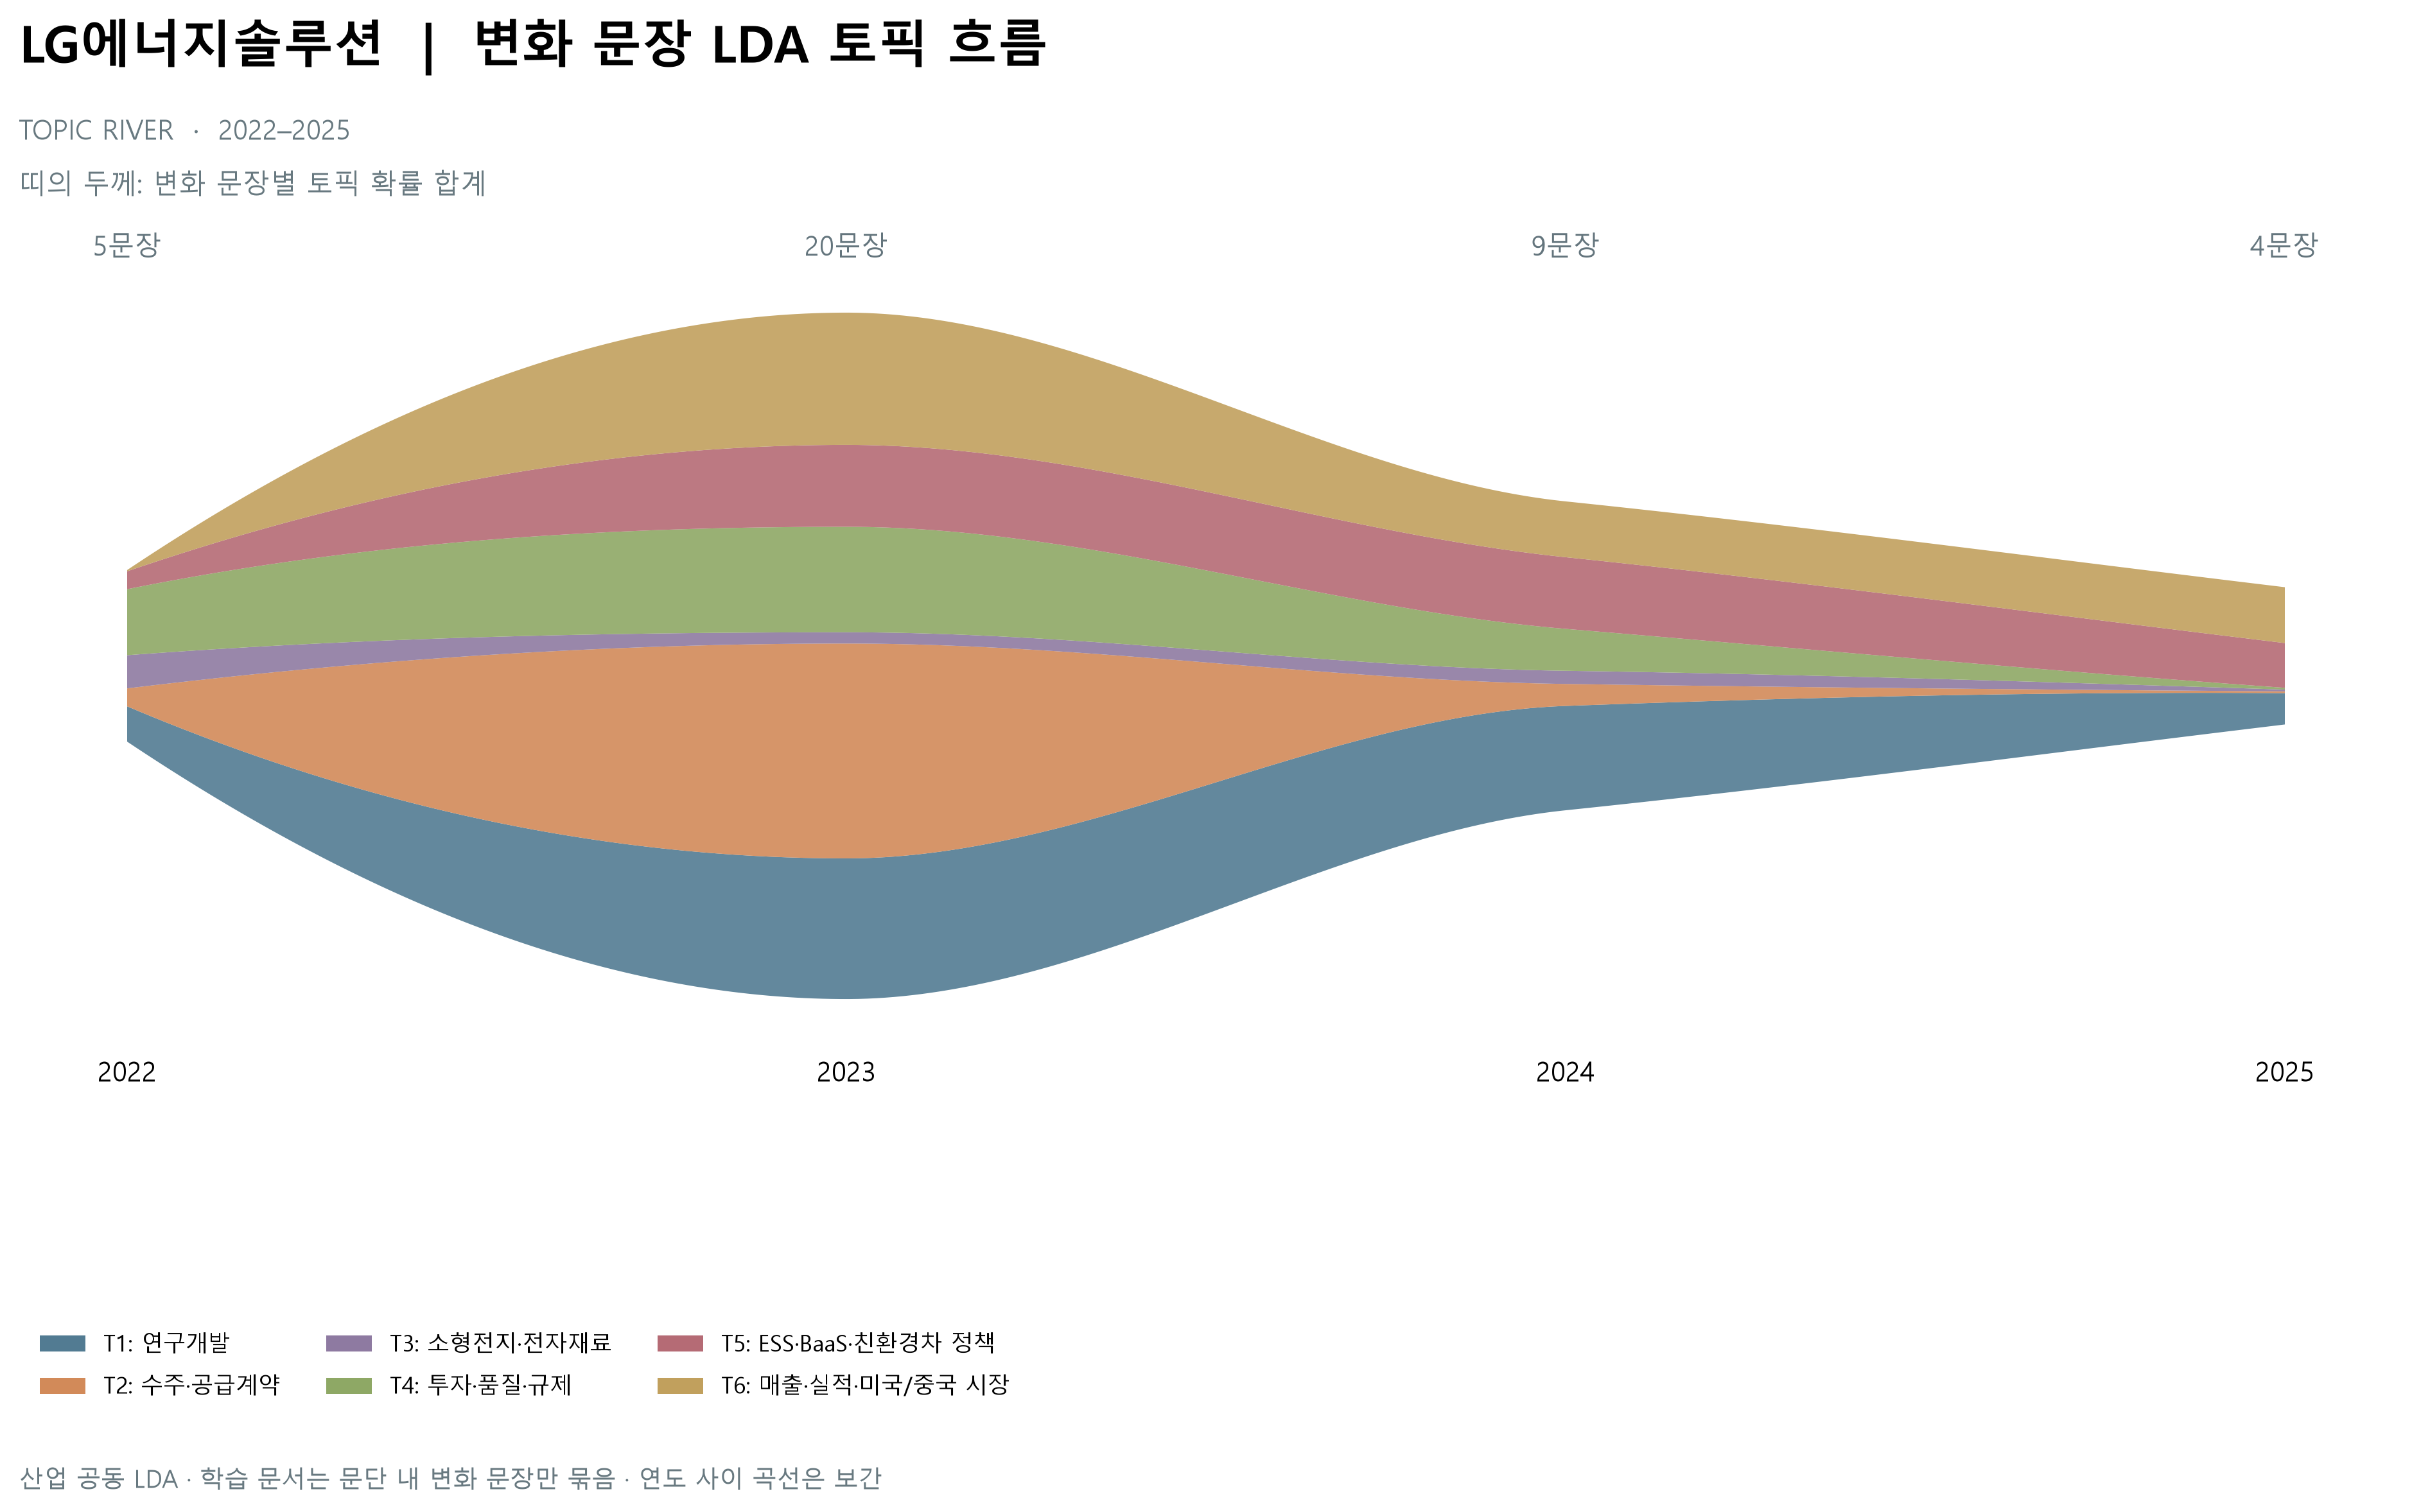 LG에너지솔루션 | 변화 문장 LDA 토픽 흐름
TOPIC RIVER · 2022–2025
띠의 두께: 변화 문장별 토픽 확률 합계
5문장 20문장 9문장 4문장
2022 2023 2024 2025
T1: 연구개발 T3: 소형전지·전자재료 T5: ESS·BaaS·친환경차 정책
T2: 수주·공급계약 T4: 투자·품질·규제 T6: 매출·실적·미국/중국 시장
산업 공동 LDA · 학습 문서는 문단 내 변화 문장만 묶음 · 연도 사이 곡선은 보간